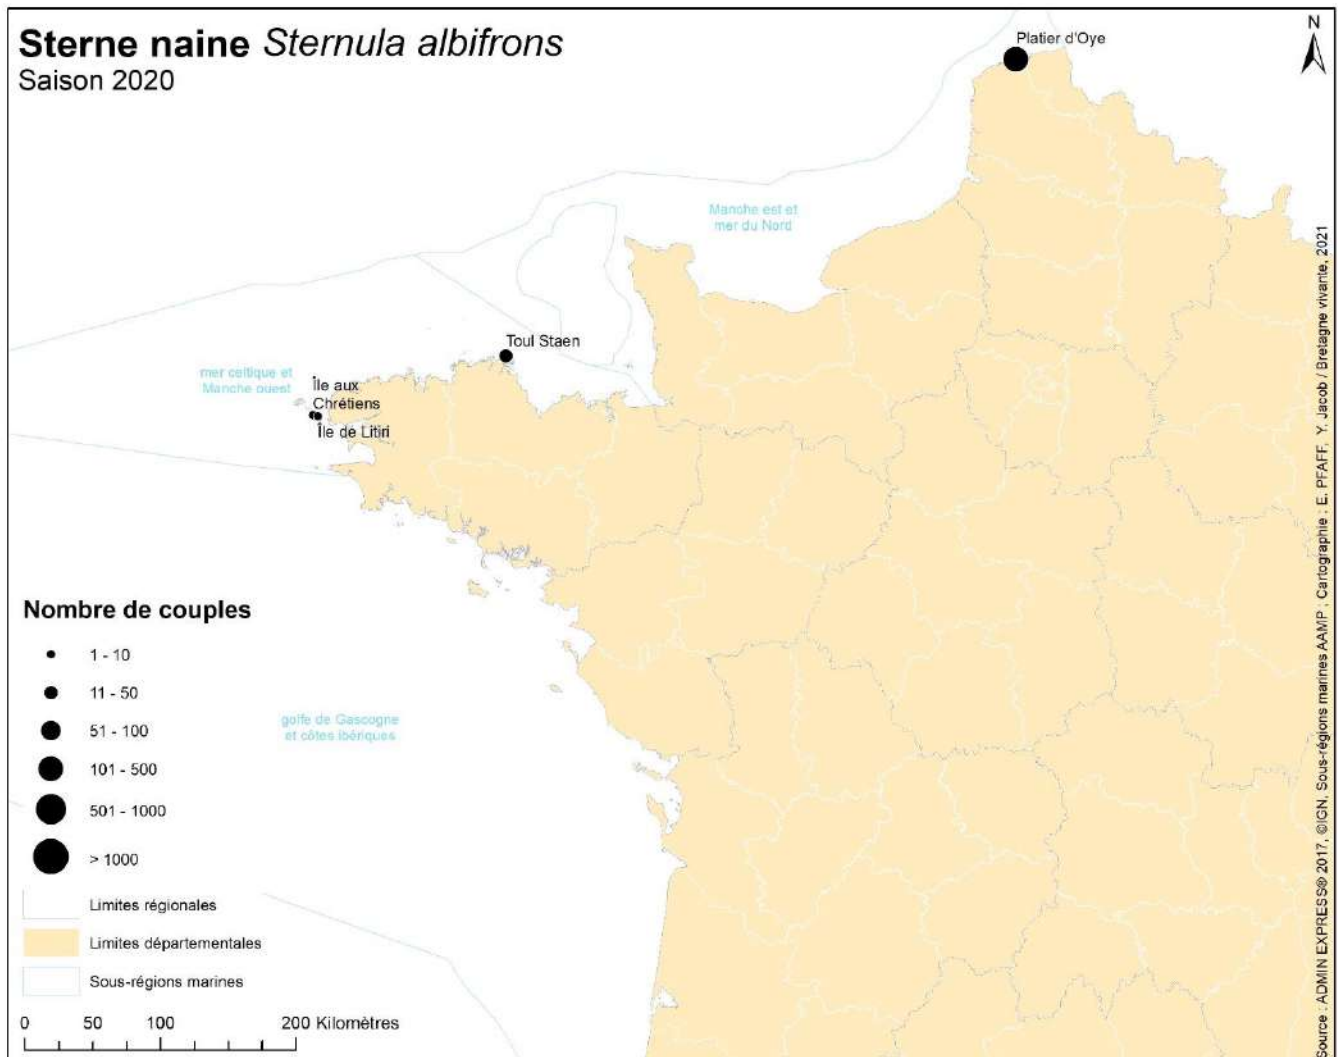 Sterne naine Sternula albifrons
Saison 2020
N
Platier d'Oye
Manche est et
mer du Nord
Toul Staen
mer celtique et
Manche ouest
Île aux
Chrétiens
Île de Litiri
Nombre de couples
1 - 10
11 - 50
51 - 100
101 - 500
501 - 1000
> 1000
golfe de Gascogne
et côtes ibériques
Limites régionales
Limites départementales
Sous-régions marines
0 50 100 200 Kilomètres
Source : ADMIN EXPRESS® 2017, ©IGN, Sous-régions marines AAMP ; Cartographie : E. PFAFF, Y. Jacob / Bretagne vivante, 2021